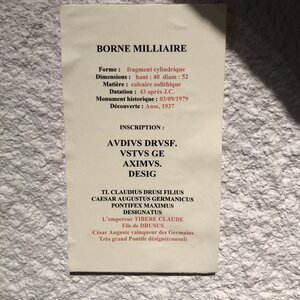 BORNE MILLIAIRE
Forme : fragment cylindrique
Dimensions : haut : 40 diam : 52
Matière : calcaire oolithique
Datation : 43 après J.C.
Monument historique : 03/09/1979
Découverte : Anse, 1937
INSCRIPTION :
AVDIVS DRVSF.
VSTVS GE
AXIMVS.
DESIG
TI. CLAUDIUS DRUSI FILIUS
CAESAR AUGUSTUS GERMANICUS
PONTIFEX MAXIMUS
DESIGNATUS
L'empereur TIBERE CLAUDE
Fils de DRUSUS
César Auguste vainqueur des Germains
Très grand Pontife désigné(consul)